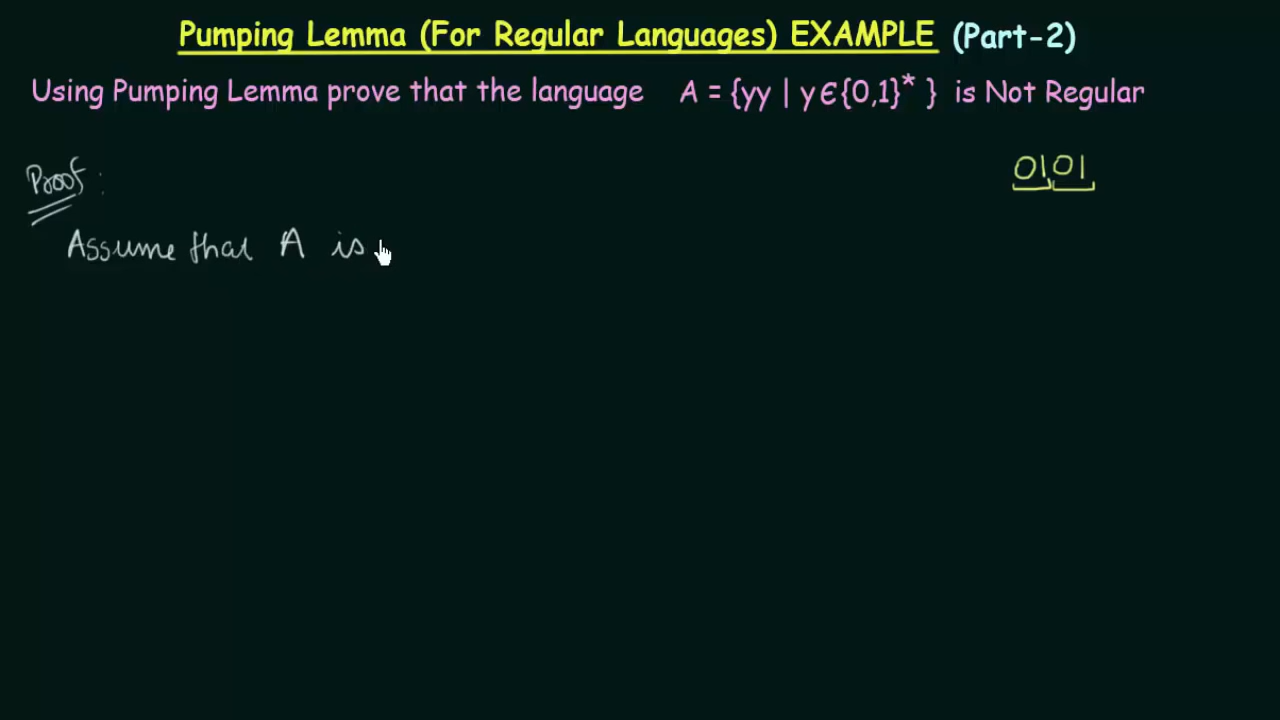 Pumping Lemma (For Regular Languages) EXAMPLE (Part-2)
Using Pumping Lemma prove that the language A = {yy | y Є {0,1}* } is Not Regular
0101
Proof :
Assume that A is